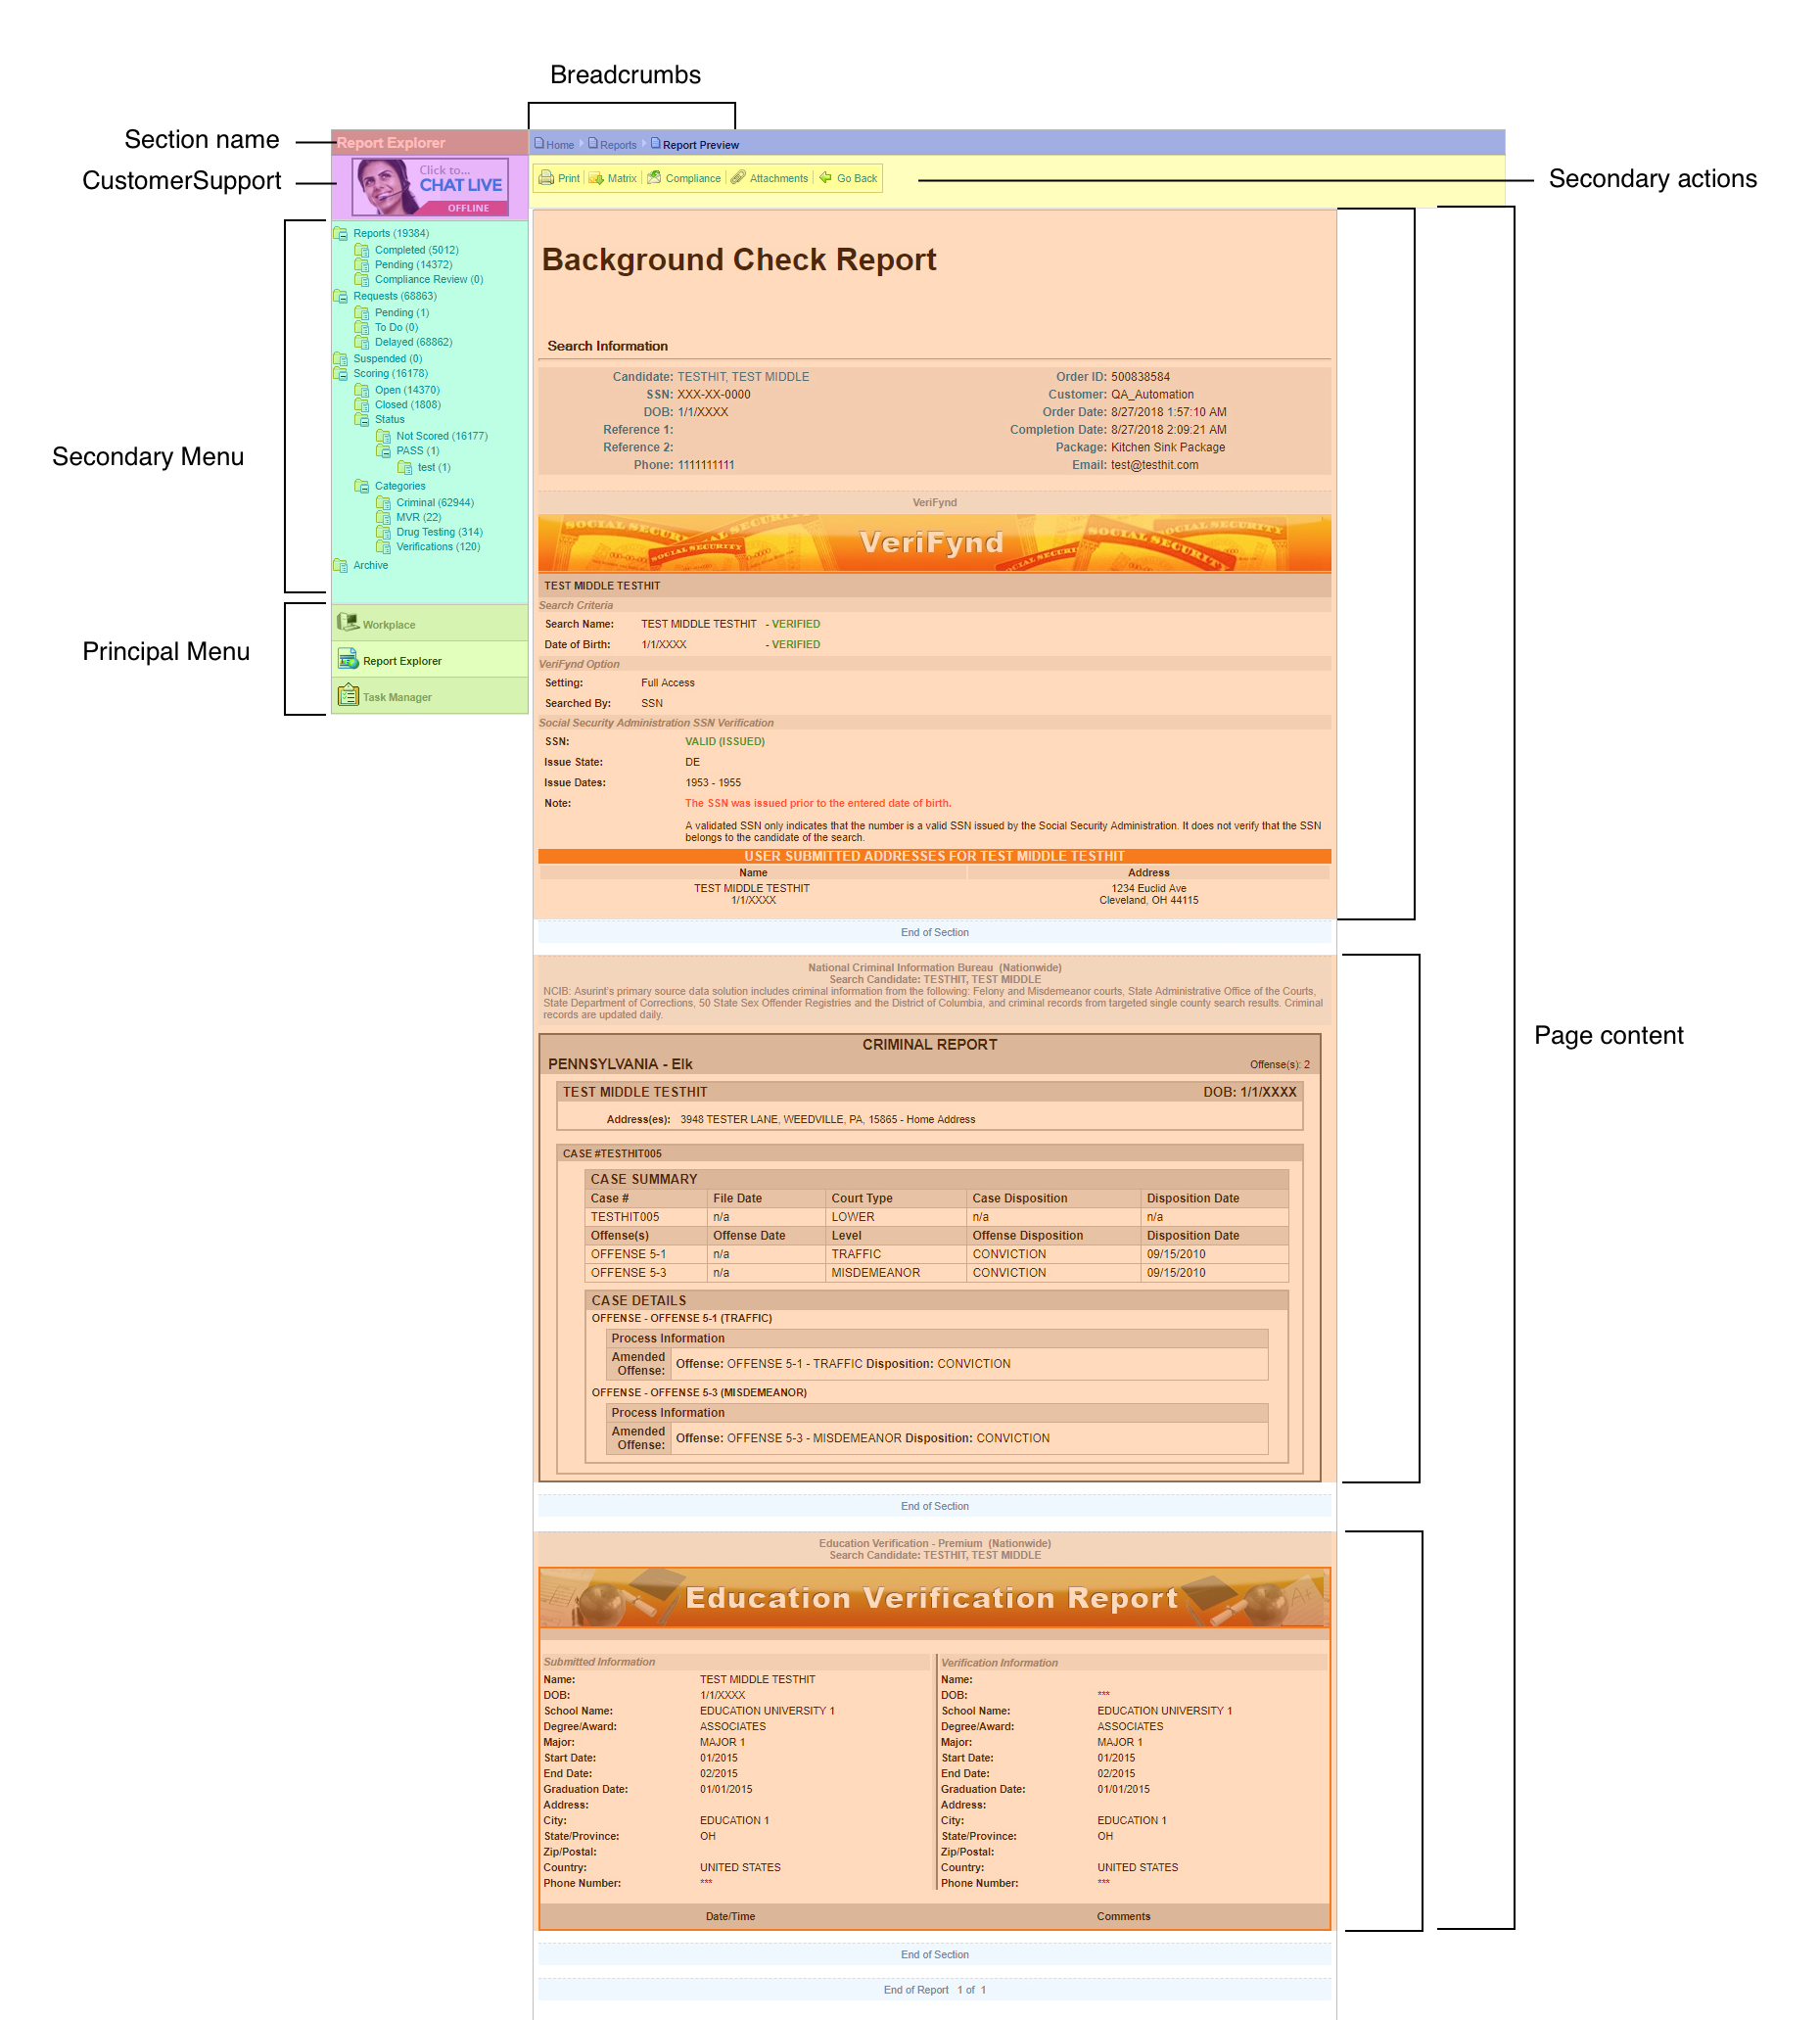 Breadcrumbs
Section name
Report Explorer
Home Reports Report Preview
CustomerSupport
Click to...
CHAT LIVE
OFFLINE
Print Matrix Compliance Attachments Go Back
Secondary actions
Reports (19384)
Completed (5012)
Pending (14372)
Compliance Review (0)
Requests (68863)
Pending (1)
To Do (0)
Delayed (68862)
Suspended (0)
Scoring (16178)
Open (14370)
Closed (1808)
Status
Not Scored (16177)
PASS (1)
test (1)
Categories
Criminal (62944)
MVR (22)
Drug Testing (314)
Verifications (120)
Archive
Secondary Menu
Workplace
Report Explorer
Task Manager
Principal Menu
Background Check Report
Search Information
Candidate: TESTHIT, TEST MIDDLE Order ID: 500838584
SSN: XXX-XX-0000 Customer: QA_Automation
DOB: 1/1/XXXX Order Date: 8/27/2018 1:57:10 AM
Reference 1: Completion Date: 8/27/2018 2:09:21 AM
Reference 2: Package: Kitchen Sink Package
Phone: 1111111111 Email: test@testhit.com
VeriFynd
SOCIAL SECURITY SOCIAL SECURITY SOCIAL SECURITY
VeriFynd
TEST MIDDLE TESTHIT
Search Criteria
Search Name: TEST MIDDLE TESTHIT - VERIFIED
Date of Birth: 1/1/XXXX - VERIFIED
VeriFynd Option
Setting: Full Access
Searched By: SSN
Social Security Administration SSN Verification
SSN: VALID (ISSUED)
Issue State: DE
Issue Dates: 1953 - 1955
Note: The SSN was issued prior to the entered date of birth.
A validated SSN only indicates that the number is a valid SSN issued by the Social Security Administration. It does not verify that the SSN
belongs to the candidate of the search.
USER SUBMITTED ADDRESSES FOR TEST MIDDLE TESTHIT
Name Address
TEST MIDDLE TESTHIT 1234 Euclid Ave
1/1/XXXX Cleveland, OH 44115
End of Section
National Criminal Information Bureau (Nationwide)
Search Candidate: TESTHIT, TEST MIDDLE
NCIB: Asurint's primary source data solution includes criminal information from the following: Felony and Misdemeanor courts, State Administrative Office of the Courts,
State Department of Corrections, 50 State Sex Offender Registries and the District of Columbia, and criminal records from targeted single county search results. Criminal
records are updated daily.
Page content
CRIMINAL REPORT
PENNSYLVANIA - Elk Offense(s): 2
TEST MIDDLE TESTHIT DOB: 1/1/XXXX
Address(es): 3948 TESTER LANE, WEEDVILLE, PA, 15865 - Home Address
CASE #TESTHIT005
CASE SUMMARY
Case # File Date Court Type Case Disposition Disposition Date
TESTHIT005 n/a LOWER n/a n/a
Offense(s) Offense Date Level Offense Disposition Disposition Date
OFFENSE 5-1 n/a TRAFFIC CONVICTION 09/15/2010
OFFENSE 5-3 n/a MISDEMEANOR CONVICTION 09/15/2010
CASE DETAILS
OFFENSE - OFFENSE 5-1 (TRAFFIC)
Process Information
Amended Offense: Offense: OFFENSE 5-1 - TRAFFIC Disposition: CONVICTION
OFFENSE - OFFENSE 5-3 (MISDEMEANOR)
Process Information
Amended Offense: Offense: OFFENSE 5-3 - MISDEMEANOR Disposition: CONVICTION
End of Section
Education Verification - Premium (Nationwide)
Search Candidate: TESTHIT, TEST MIDDLE
Education Verification Report
A+
Submitted Information Verification Information
Name: TEST MIDDLE TESTHIT Name:
DOB: 1/1/XXXX DOB: ***
School Name: EDUCATION UNIVERSITY 1 School Name: EDUCATION UNIVERSITY 1
Degree/Award: ASSOCIATES Degree/Award: ASSOCIATES
Major: MAJOR 1 Major: MAJOR 1
Start Date: 01/2015 Start Date: 01/2015
End Date: 02/2015 End Date: 02/2015
Graduation Date: 01/01/2015 Graduation Date: 01/01/2015
Address: Address:
City: EDUCATION 1 City: EDUCATION 1
State/Province: OH State/Province: OH
Zip/Postal: Zip/Postal:
Country: UNITED STATES Country: UNITED STATES
Phone Number: *** Phone Number: ***
Date/Time Comments
End of Section
End of Report 1 of 1